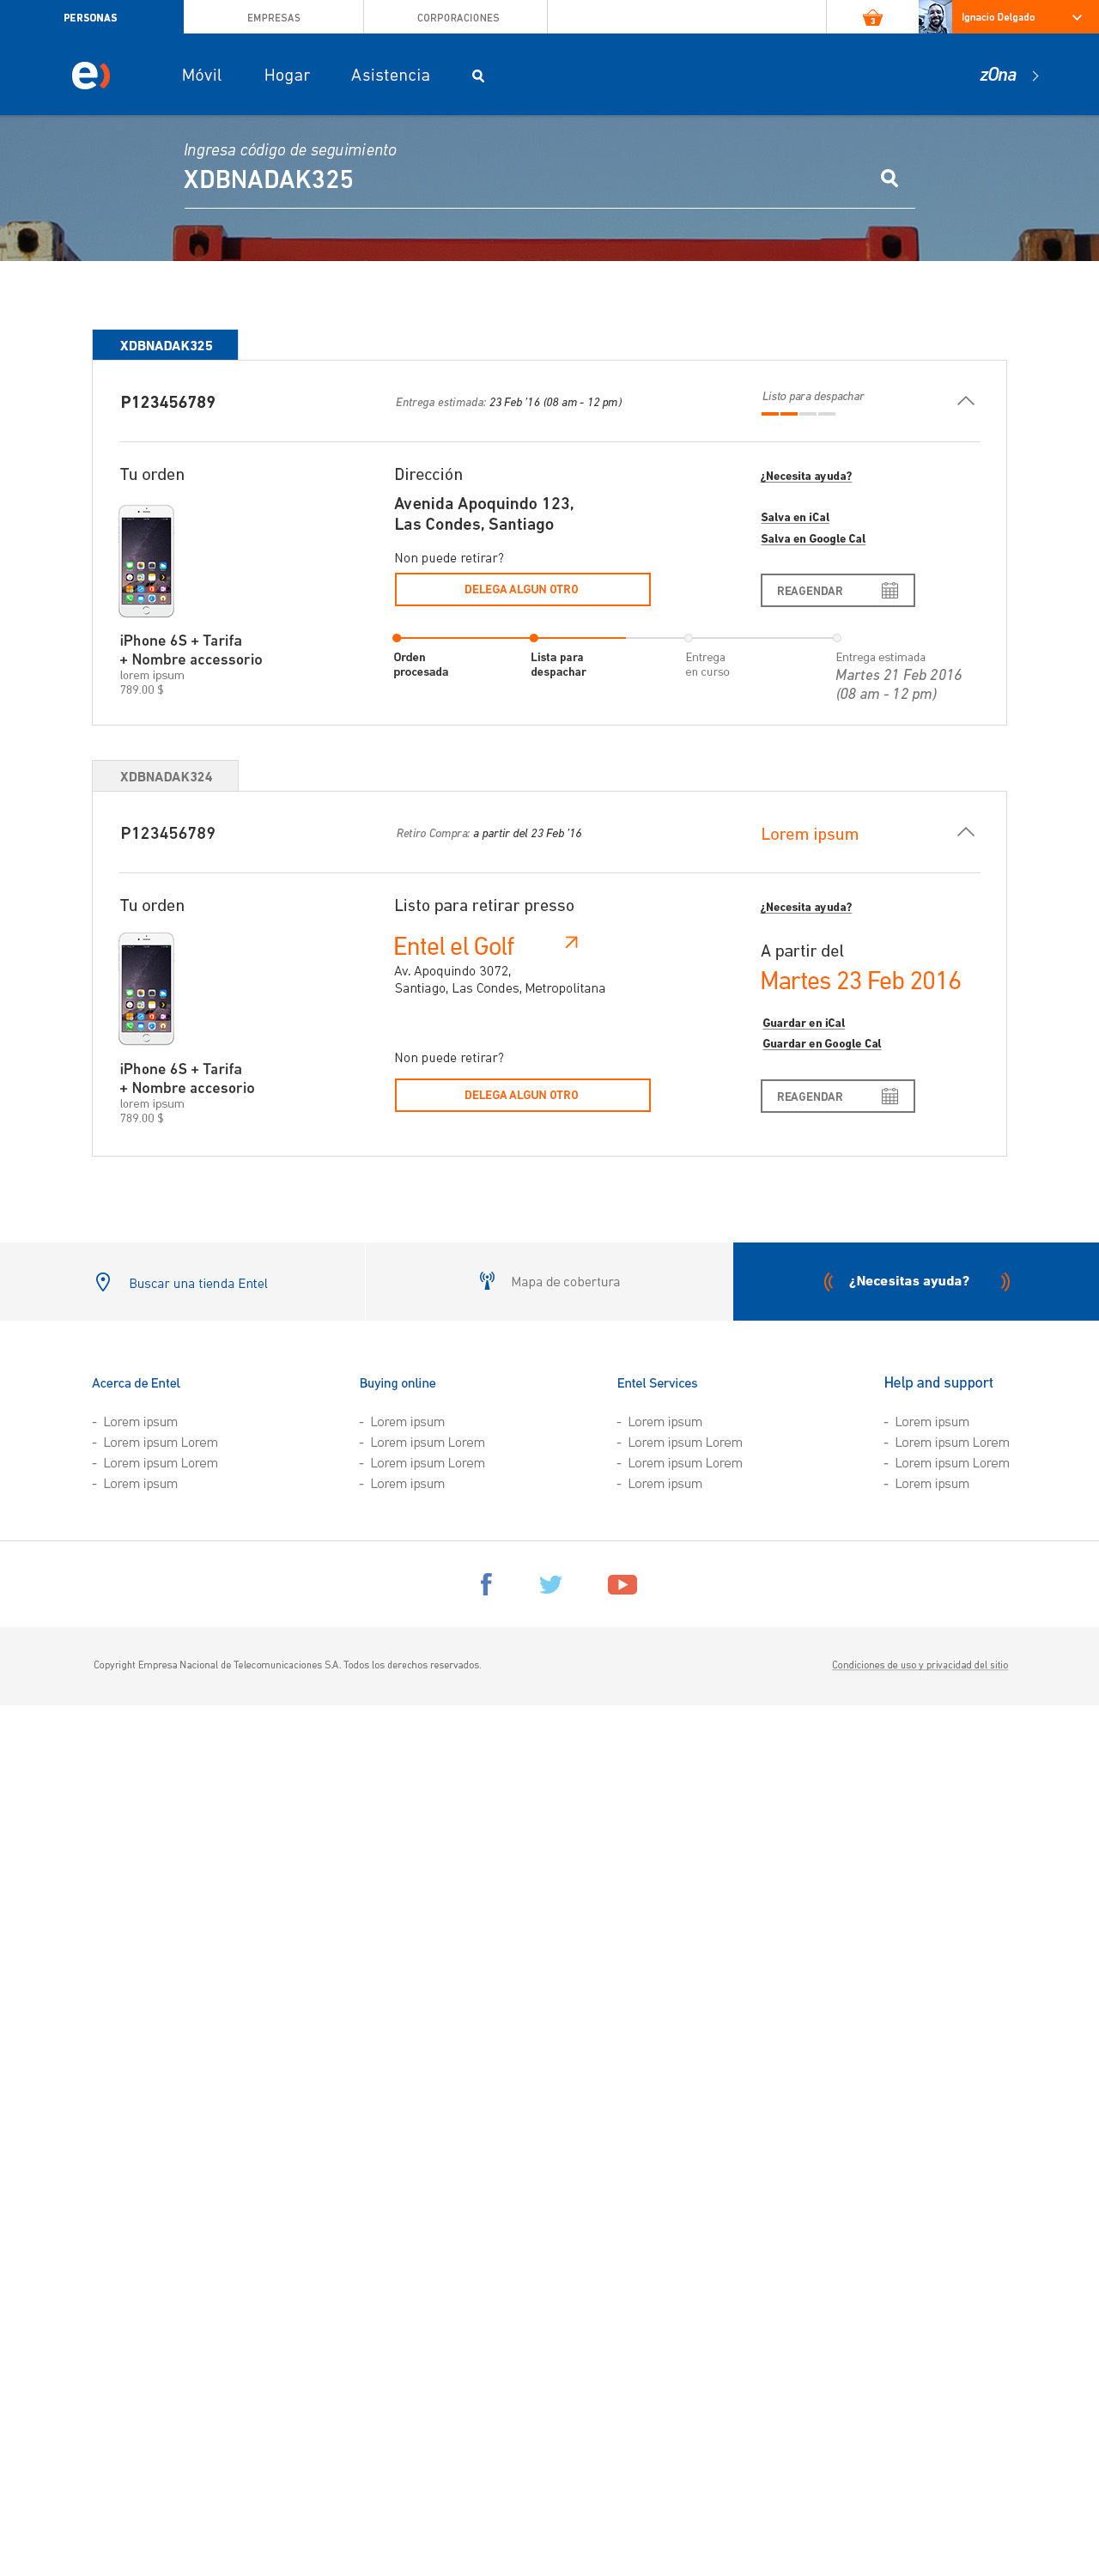 PERSONAS
EMPRESAS
CORPORACIONES
3
Ignacio Delgado
e)
Móvil
Hogar
Asistencia
zOna
Ingresa código de seguimiento
XDBNADAK325
XDBNADAK325
P123456789
Entrega estimada: 23 Feb '16 (08 am - 12 pm)
Listo para despachar
Tu orden
iPhone 6S + Tarifa
+ Nombre accessorio
lorem ipsum
789.00 $
Dirección
Avenida Apoquindo 123,
Las Condes, Santiago
Non puede retirar?
DELEGA ALGUN OTRO
¿Necesita ayuda?
Salva en iCal
Salva en Google Cal
REAGENDAR
Orden
procesada
Lista para
despachar
Entrega
en curso
Entrega estimada
Martes 21 Feb 2016
(08 am - 12 pm)
XDBNADAK324
P123456789
Retiro Compra: a partir del 23 Feb '16
Lorem ipsum
Tu orden
iPhone 6S + Tarifa
+ Nombre accesorio
lorem ipsum
789.00 $
Listo para retirar presso
Entel el Golf
Av. Apoquindo 3072,
Santiago, Las Condes, Metropolitana
Non puede retirar?
DELEGA ALGUN OTRO
¿Necesita ayuda?
A partir del
Martes 23 Feb 2016
Guardar en iCal
Guardar en Google Cal
REAGENDAR
Buscar una tienda Entel
Mapa de cobertura
¿Necesitas ayuda?
Acerca de Entel
- Lorem ipsum
- Lorem ipsum Lorem
- Lorem ipsum Lorem
- Lorem ipsum
Buying online
- Lorem ipsum
- Lorem ipsum Lorem
- Lorem ipsum Lorem
- Lorem ipsum
Entel Services
- Lorem ipsum
- Lorem ipsum Lorem
- Lorem ipsum Lorem
- Lorem ipsum
Help and support
- Lorem ipsum
- Lorem ipsum Lorem
- Lorem ipsum Lorem
- Lorem ipsum
Copyright Empresa Nacional de Telecomunicaciones S.A. Todos los derechos reservados.
Condiciones de uso y privacidad del sitio